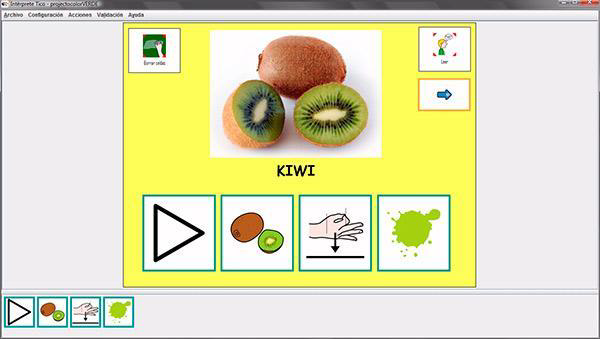 Intérprete Tico - projectocolorVERDE
Archivo Configuración Acciones Validación Ayuda
Borrar celdas
Leer
KIWI